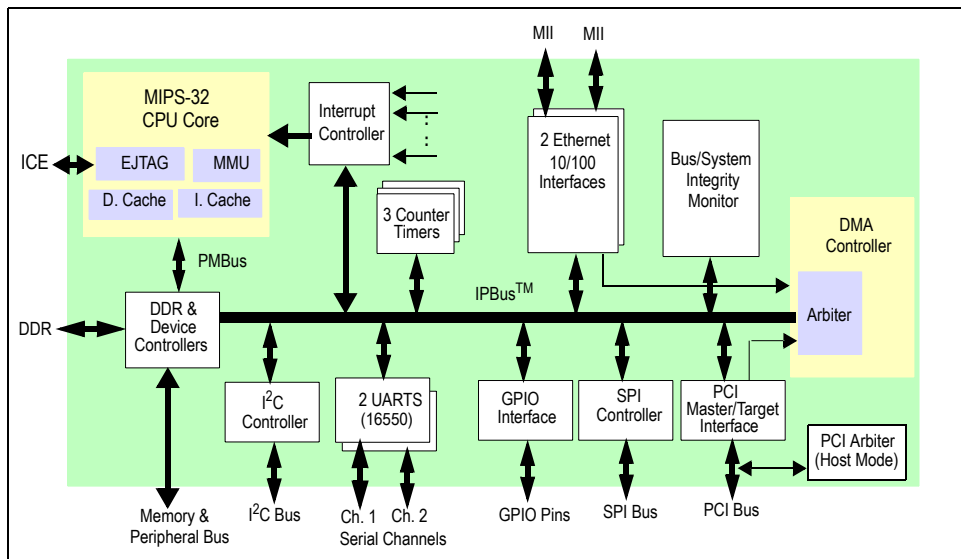 MII
MII
MIPS-32
CPU Core
ICE
EJTAG
MMU
D. Cache
I. Cache
Interrupt
Controller
:
:
3 Counter
Timers
2 Ethernet
10/100
Interfaces
Bus/System
Integrity
Monitor
DMA
Controller
Arbiter
PMBus
IPBus™
DDR
DDR &
Device
Controllers
I²C
Controller
2 UARTS
(16550)
GPIO
Interface
SPI
Controller
PCI
Master/Target
Interface
PCI Arbiter
(Host Mode)
Memory &
Peripheral Bus
I²C Bus
Ch. 1
Ch. 2
Serial Channels
GPIO Pins
SPI Bus
PCI Bus